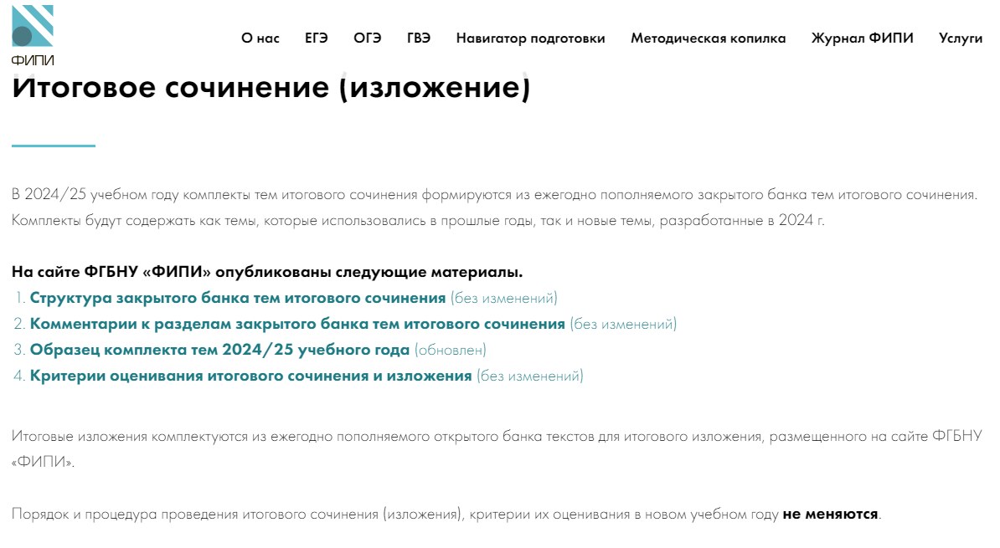 О нас ЕГЭ ОГЭ ГВЭ Навигатор подготовки Методическая копилка Журнал ФИПИ Услуги
ФИПИ
Итоговое сочинение (изложение)
В 2024/25 учебном году комплекты тем итогового сочинения формируются из ежегодно пополняемого закрытого банка тем итогового сочинения.
Комплекты будут содержать как темы, которые использовались в прошлые годы, так и новые темы, разработанные в 2024 г.
На сайте ФГБНУ «ФИПИ» опубликованы следующие материалы.
1. Структура закрытого банка тем итогового сочинения (без изменений)
2. Комментарии к разделам закрытого банка тем итогового сочинения (без изменений)
3. Образец комплекта тем 2024/25 учебного года (обновлен)
4. Критерии оценивания итогового сочинения и изложения (без изменений)
Итоговые изложения комплектуются из ежегодно пополняемого открытого банка текстов для итогового изложения, размещенного на сайте ФГБНУ
«ФИПИ».
Порядок и процедура проведения итогового сочинения (изложения), критерии их оценивания в новом учебном году не меняются.